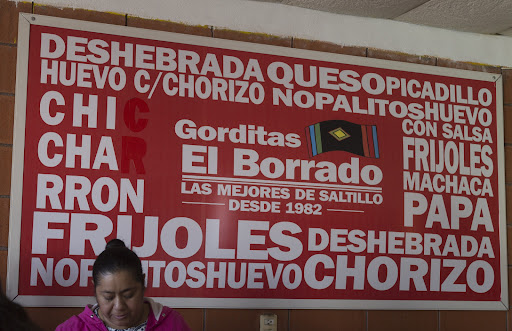 DESHEBRADA QUESO PICADILLO
HUEVO C/CHORIZO NOPALITOS HUEVO
CON SALSA
CHIC
CHAR
RRON
FRIJOLES
MACHACA
PAPA
Gorditas
El Borrado
LAS MEJORES DE SALTILLO
DESDE 1982
FRIJOLES DESHEBRADA
NOPALITOS HUEVO CHORIZO